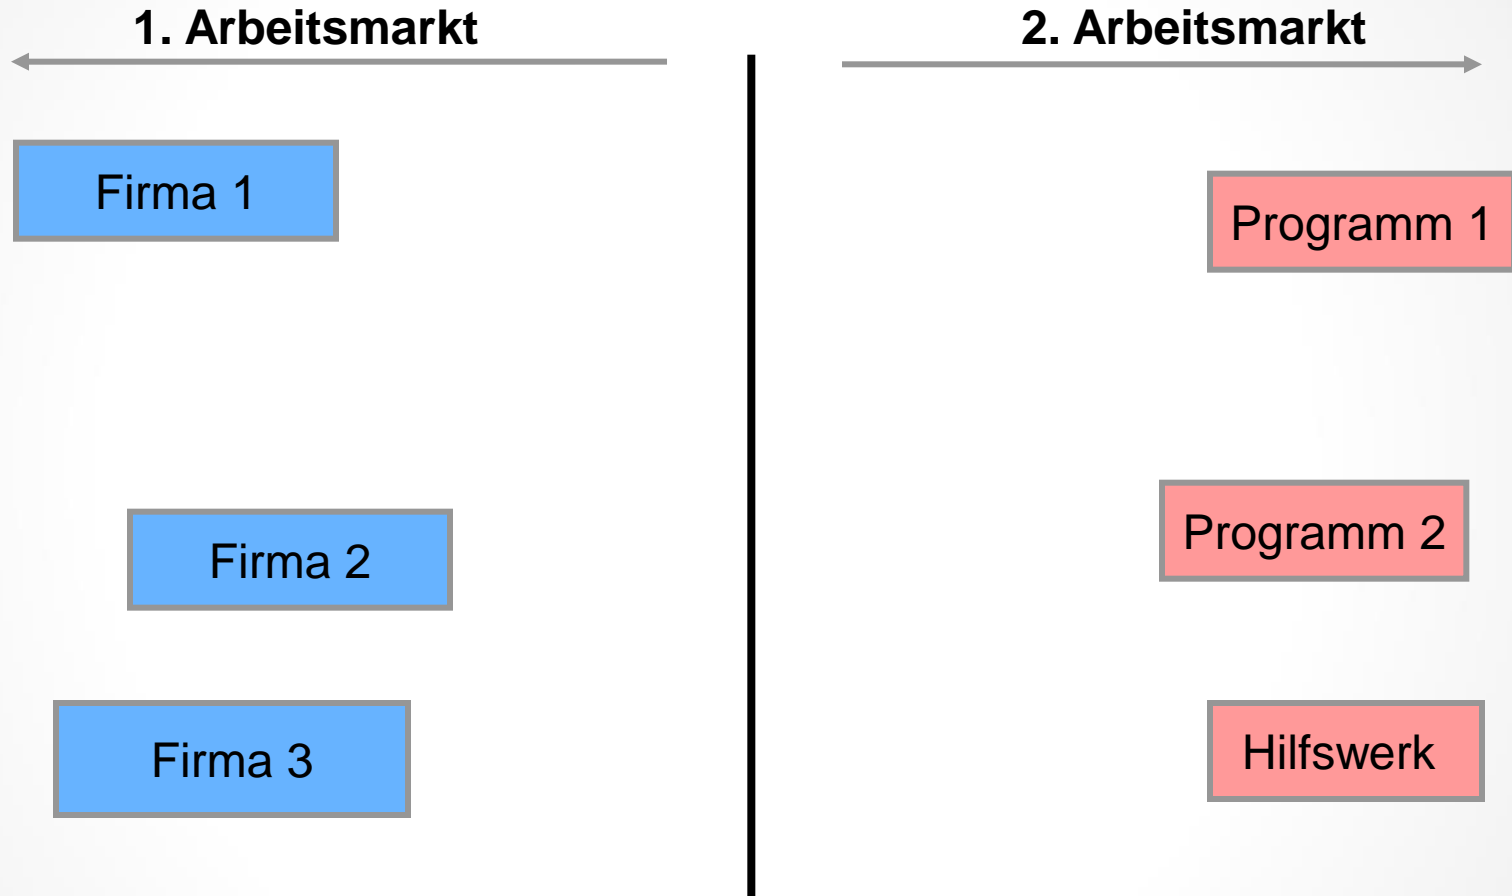 1. Arbeitsmarkt
2. Arbeitsmarkt
Firma 1
Programm 1
Firma 2
Programm 2
Firma 3
Hilfswerk